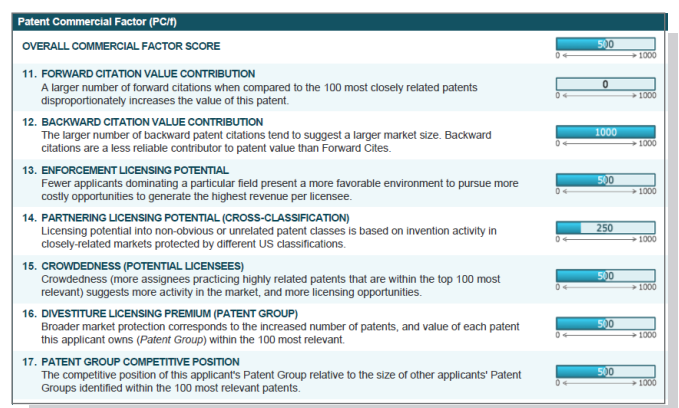 Patent Commercial Factor (PC/f)
OVERALL COMMERCIAL FACTOR SCORE
500
0 1000
11. FORWARD CITATION VALUE CONTRIBUTION
A larger number of forward citations when compared to the 100 most closely related patents
disproportionately increases the value of this patent.
0
0 1000
12. BACKWARD CITATION VALUE CONTRIBUTION
The larger number of backward patent citations tend to suggest a larger market size. Backward
citations are a less reliable contributor to patent value than Forward Cites.
1000
0 1000
13. ENFORCEMENT LICENSING POTENTIAL
Fewer applicants dominating a particular field present a more favorable environment to pursue more
costly opportunities to generate the highest revenue per licensee.
500
0 1000
14. PARTNERING LICENSING POTENTIAL (CROSS-CLASSIFICATION)
Licensing potential into non-obvious or unrelated patent classes is based on invention activity in
closely-related markets protected by different US classifications.
250
0 1000
15. CROWDEDNESS (POTENTIAL LICENSEES)
Crowdedness (more assignees practicing highly related patents that are within the top 100 most
relevant) suggests more activity in the market, and more licensing opportunities.
500
0 1000
16. DIVESTITURE LICENSING PREMIUM (PATENT GROUP)
Broader market protection corresponds to the increased number of patents, and value of each patent
this applicant owns (Patent Group) within the 100 most relevant.
500
0 1000
17. PATENT GROUP COMPETITIVE POSITION
The competitive position of this applicant's Patent Group relative to the size of other applicants' Patent
Groups identified within the 100 most relevant patents.
500
0 1000